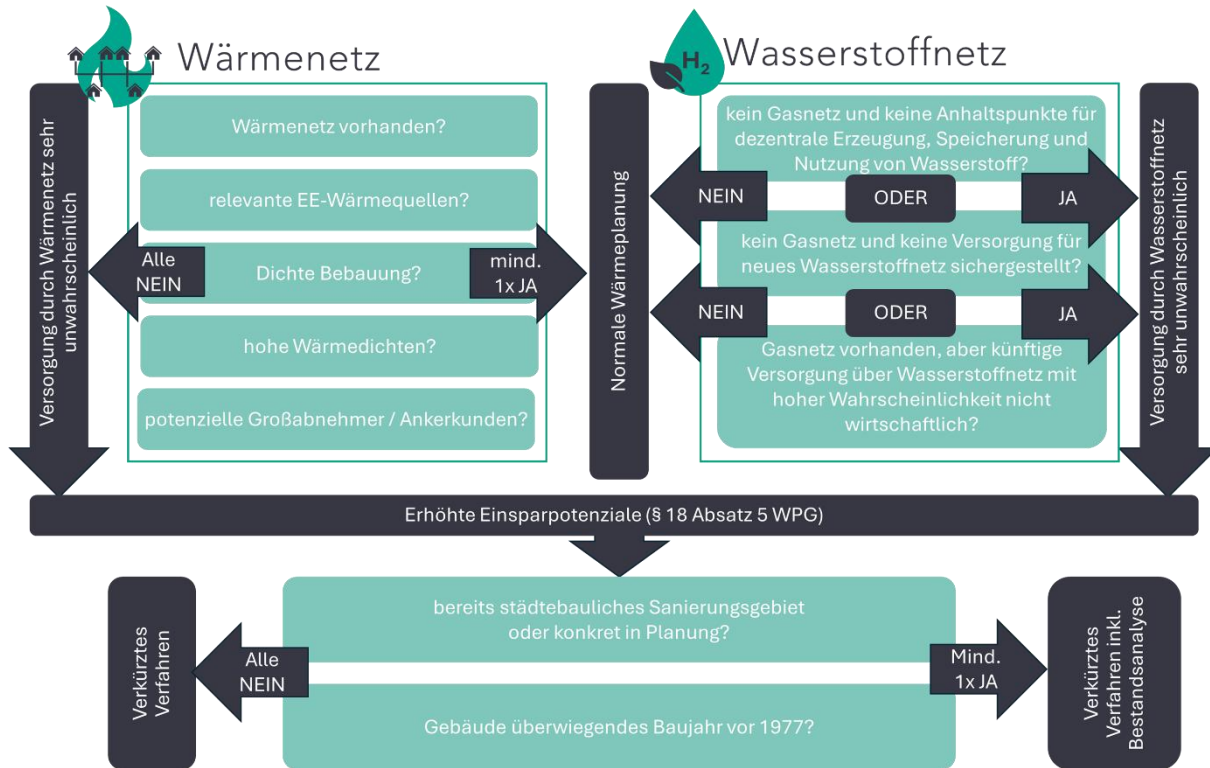 Wärmenetz
Versorgung durch Wärmenetz sehr
unwahrscheinlich
Wärmenetz vorhanden?
relevante EE-Wärmequellen?
Alle
NEIN
Dichte Bebauung?
mind.
1x JA
hohe Wärmedichten?
potenzielle Großabnehmer / Ankerkunden?
Normale Wärmeplanung
H2
Wasserstoffnetz
kein Gasnetz und keine Anhaltspunkte für
dezentrale Erzeugung, Speicherung und
Nutzung von Wasserstoff?
NEIN
ODER
JA
kein Gasnetz und keine Versorgung für
neues Wasserstoffnetz sichergestellt?
NEIN
ODER
JA
Gasnetz vorhanden, aber künftige
Versorgung über Wasserstoffnetz mit
hoher Wahrscheinlichkeit nicht
wirtschaftlich?
Versorgung durch Wasserstoffnetz
sehr unwahrscheinlich
Erhöhte Einsparpotenziale (§ 18 Absatz 5 WPG)
Verkürztes
Verfahren
Alle
NEIN
bereits städtebauliches Sanierungsgebiet
oder konkret in Planung?
Gebäude überwiegendes Baujahr vor 1977?
Mind.
1x JA
Verkürztes
Verfahren inkl.
Bestandsanalyse